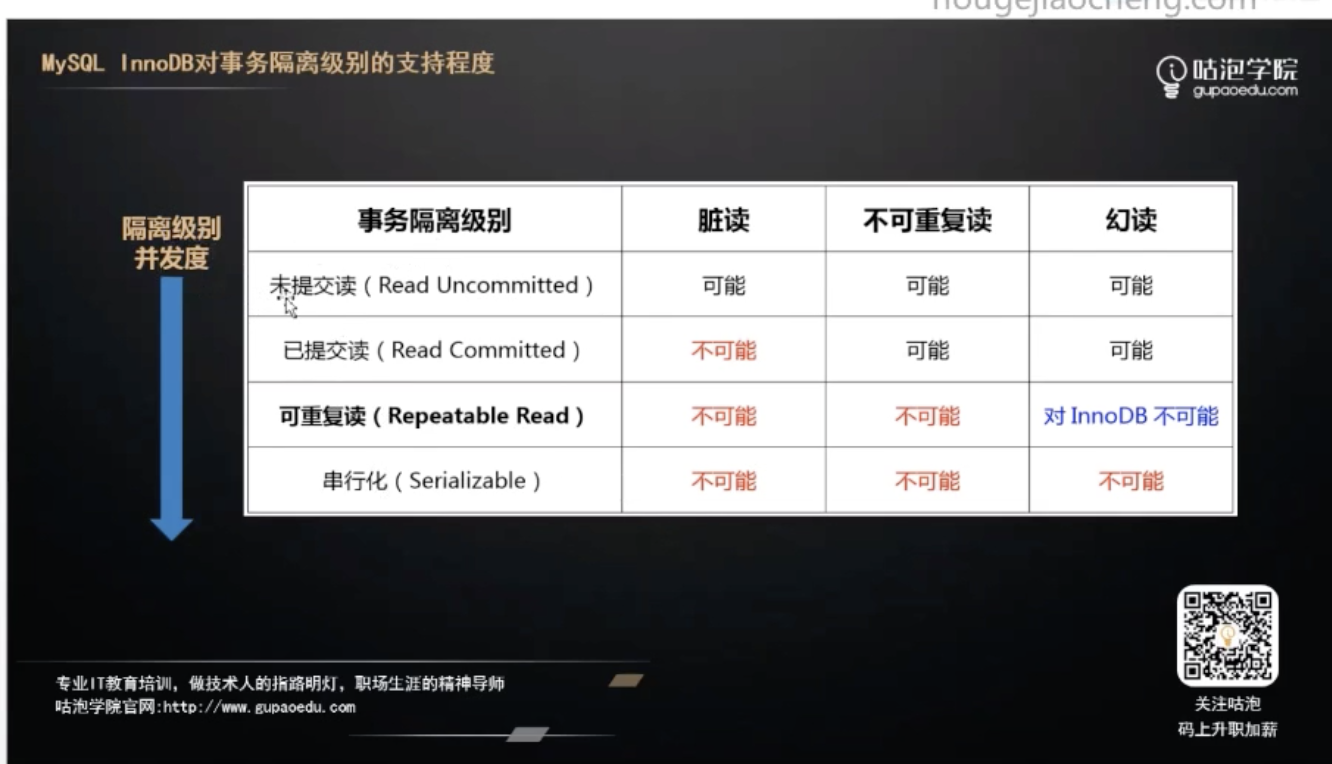 MySQL InnoDB对事务隔离级别的支持程度
咕泡学院
gupaoedu.com
隔离级别
并发度
事务隔离级别 脏读 不可重复读 幻读
未提交读（Read Uncommitted） 可能 可能 可能
已提交读（Read Committed） 不可能 可能 可能
可重复读（Repeatable Read） 不可能 不可能 对 InnoDB 不可能
串行化（Serializable） 不可能 不可能 不可能
专业IT教育培训，做技术人的指路明灯，职场生涯的精神导师
咕泡学院官网:http://www.gupaoedu.com
关注咕泡
码上升职加薪